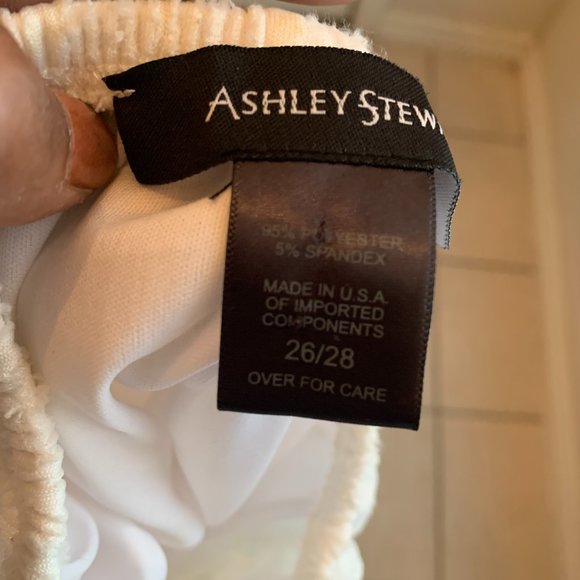 ASHLEY STEW
95% POLYESTER
5% SPANDEX
MADE IN U.S.A.
OF IMPORTED
COMPONENTS
26/28
OVER FOR CARE